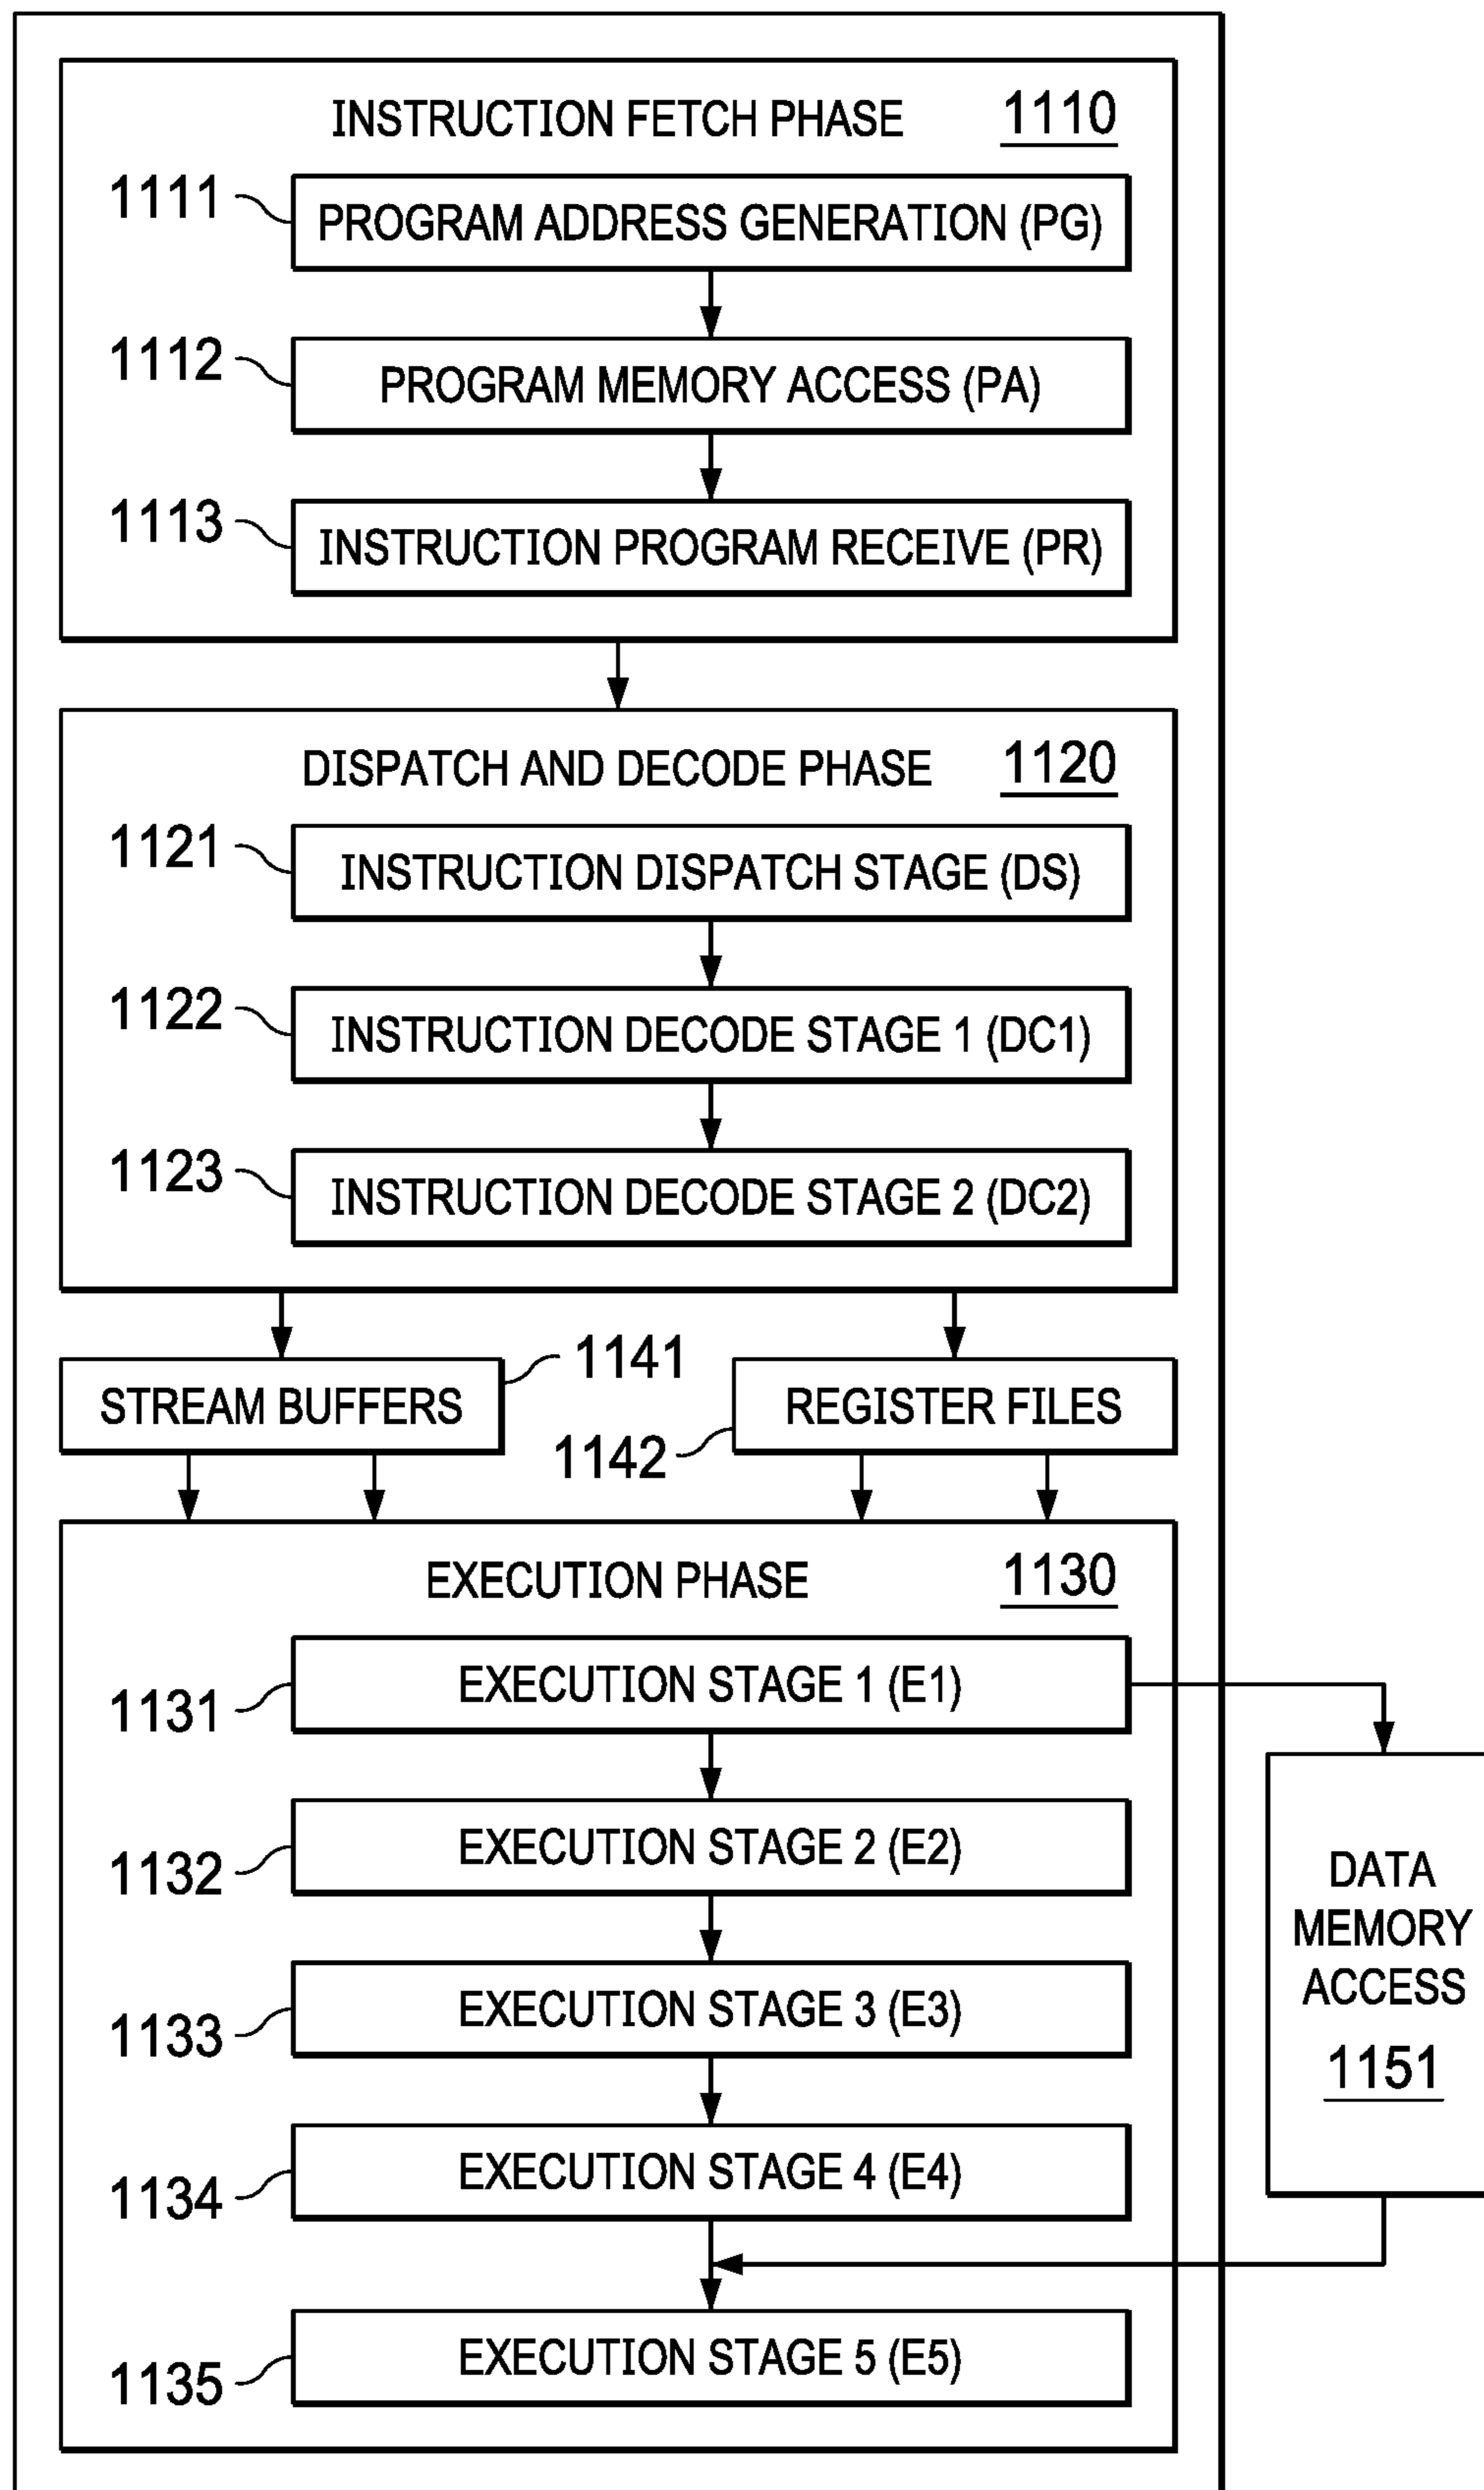 INSTRUCTION FETCH PHASE 1110
1111 PROGRAM ADDRESS GENERATION (PG)
1112 PROGRAM MEMORY ACCESS (PA)
1113 INSTRUCTION PROGRAM RECEIVE (PR)
DISPATCH AND DECODE PHASE 1120
1121 INSTRUCTION DISPATCH STAGE (DS)
1122 INSTRUCTION DECODE STAGE 1 (DC1)
1123 INSTRUCTION DECODE STAGE 2 (DC2)
STREAM BUFFERS 1141
1142 REGISTER FILES
EXECUTION PHASE 1130
1131 EXECUTION STAGE 1 (E1)
1132 EXECUTION STAGE 2 (E2)
1133 EXECUTION STAGE 3 (E3)
1134 EXECUTION STAGE 4 (E4)
1135 EXECUTION STAGE 5 (E5)
DATA
MEMORY
ACCESS
1151